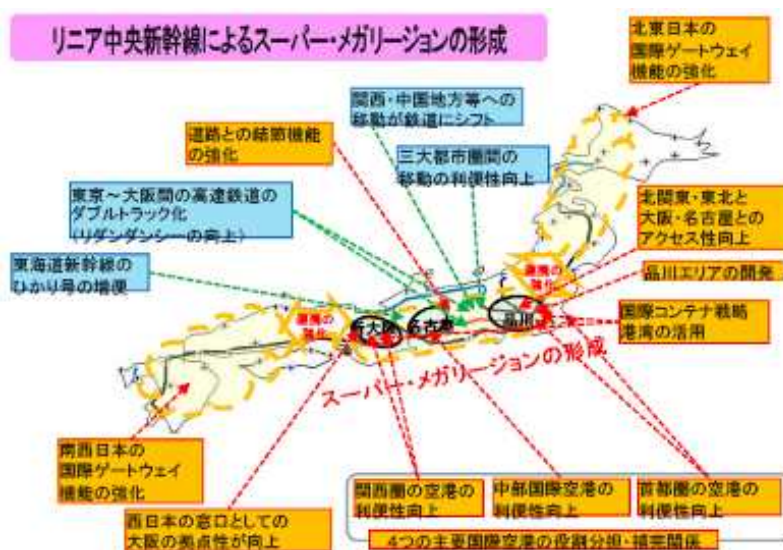 リニア中央新幹線によるスーパー・メガリージョンの形成
北東日本の
国際ゲートウェイ
機能の強化
関西・中国地方等への
移動が鉄道にシフト
道路との結節機能
の強化
三大都市圏間の
移動の利便性向上
東京～大阪間の高速鉄道の
ダブルトラック化
(リダンダンシーの向上)
北関東・東北と
大阪・名古屋との
アクセス性向上
東海道新幹線の
ひかり号の増便
連携の
強化
品川エリアの開発
連携の
強化
新大阪
名古屋
品川
国際コンテナ戦略
港湾の活用
スーパー・メガリージョンの形成
南西日本の
国際ゲートウェイ
機能の強化
関西圏の空港の
利便性向上
中部国際空港の
利便性向上
首都圏の空港の
利便性向上
西日本の窓口としての
大阪の拠点性が向上
4つの主要国際空港の役割分担・補完関係